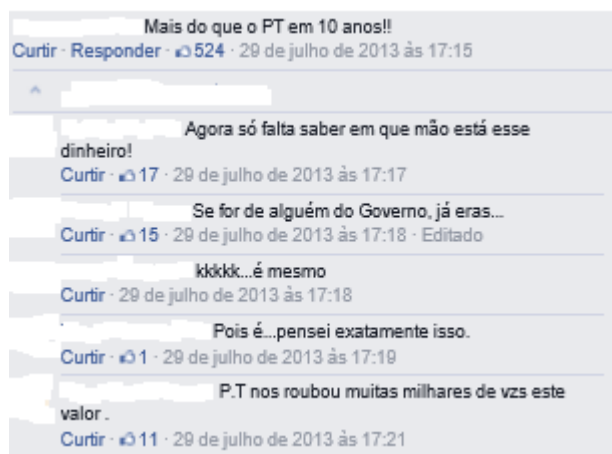 Mais do que o PT em 10 anos!!
Curtir · Responder · 524 · 29 de julho de 2013 às 17:15
Agora só falta saber em que mão está esse
dinheiro!
Curtir · 17 · 29 de julho de 2013 às 17:17
Se for de alguém do Governo, já eras...
Curtir · 15 · 29 de julho de 2013 às 17:18 · Editado
kkkkk...é mesmo
Curtir · 29 de julho de 2013 às 17:18
Pois é...pensei exatamente isso.
Curtir · 1 · 29 de julho de 2013 às 17:19
P.T nos roubou muitas milhares de vzs este
valor .
Curtir · 11 · 29 de julho de 2013 às 17:21